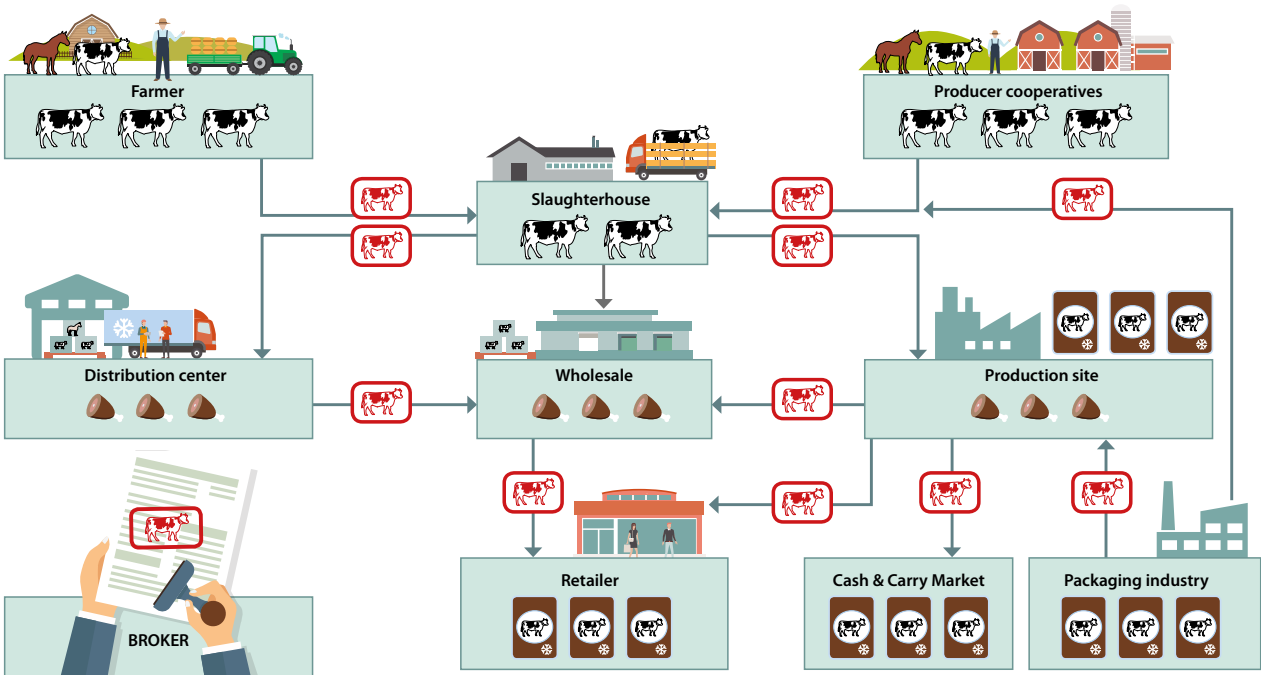 Farmer
Producer cooperatives
Slaughterhouse
Distribution center
Wholesale
Production site
Retailer
Cash & Carry Market
Packaging industry
BROKER